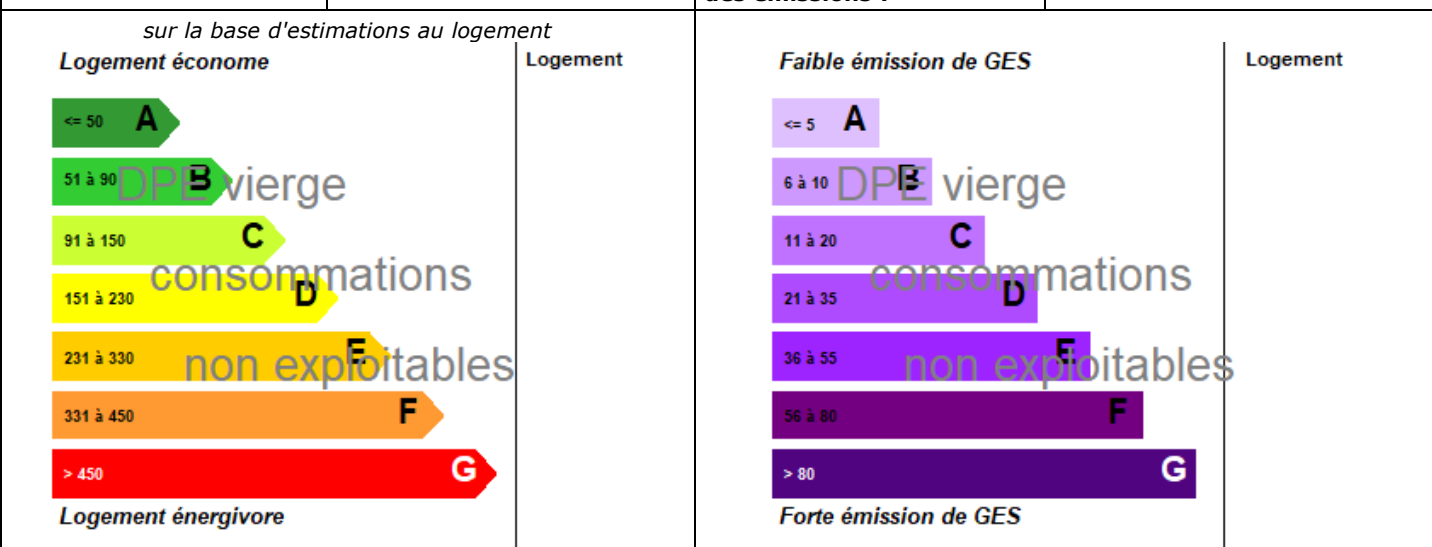 des émissions :
sur la base d'estimations au logement
Logement économe
Logement
<= 50 A
51 à 90 B
DPE vierge
91 à 150 C
consommations
151 à 230 D
231 à 330 E
non exploitables
331 à 450 F
> 450 G
Logement énergivore
Faible émission de GES
Logement
<= 5 A
6 à 10 B
DPE vierge
11 à 20 C
consommations
21 à 35 D
36 à 55 E
non exploitables
56 à 80 F
> 80 G
Forte émission de GES